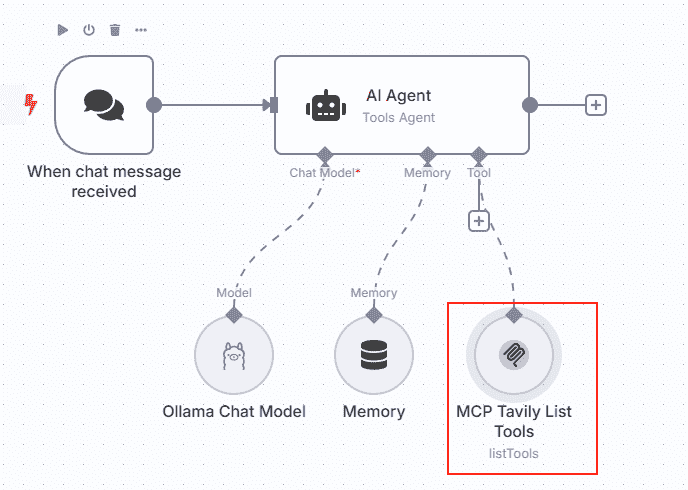 AI Agent
Tools Agent
When chat message
received
Chat Model*
Memory
Tool
Model
Memory
Ollama Chat Model
Memory
MCP Tavily List
Tools
listTools